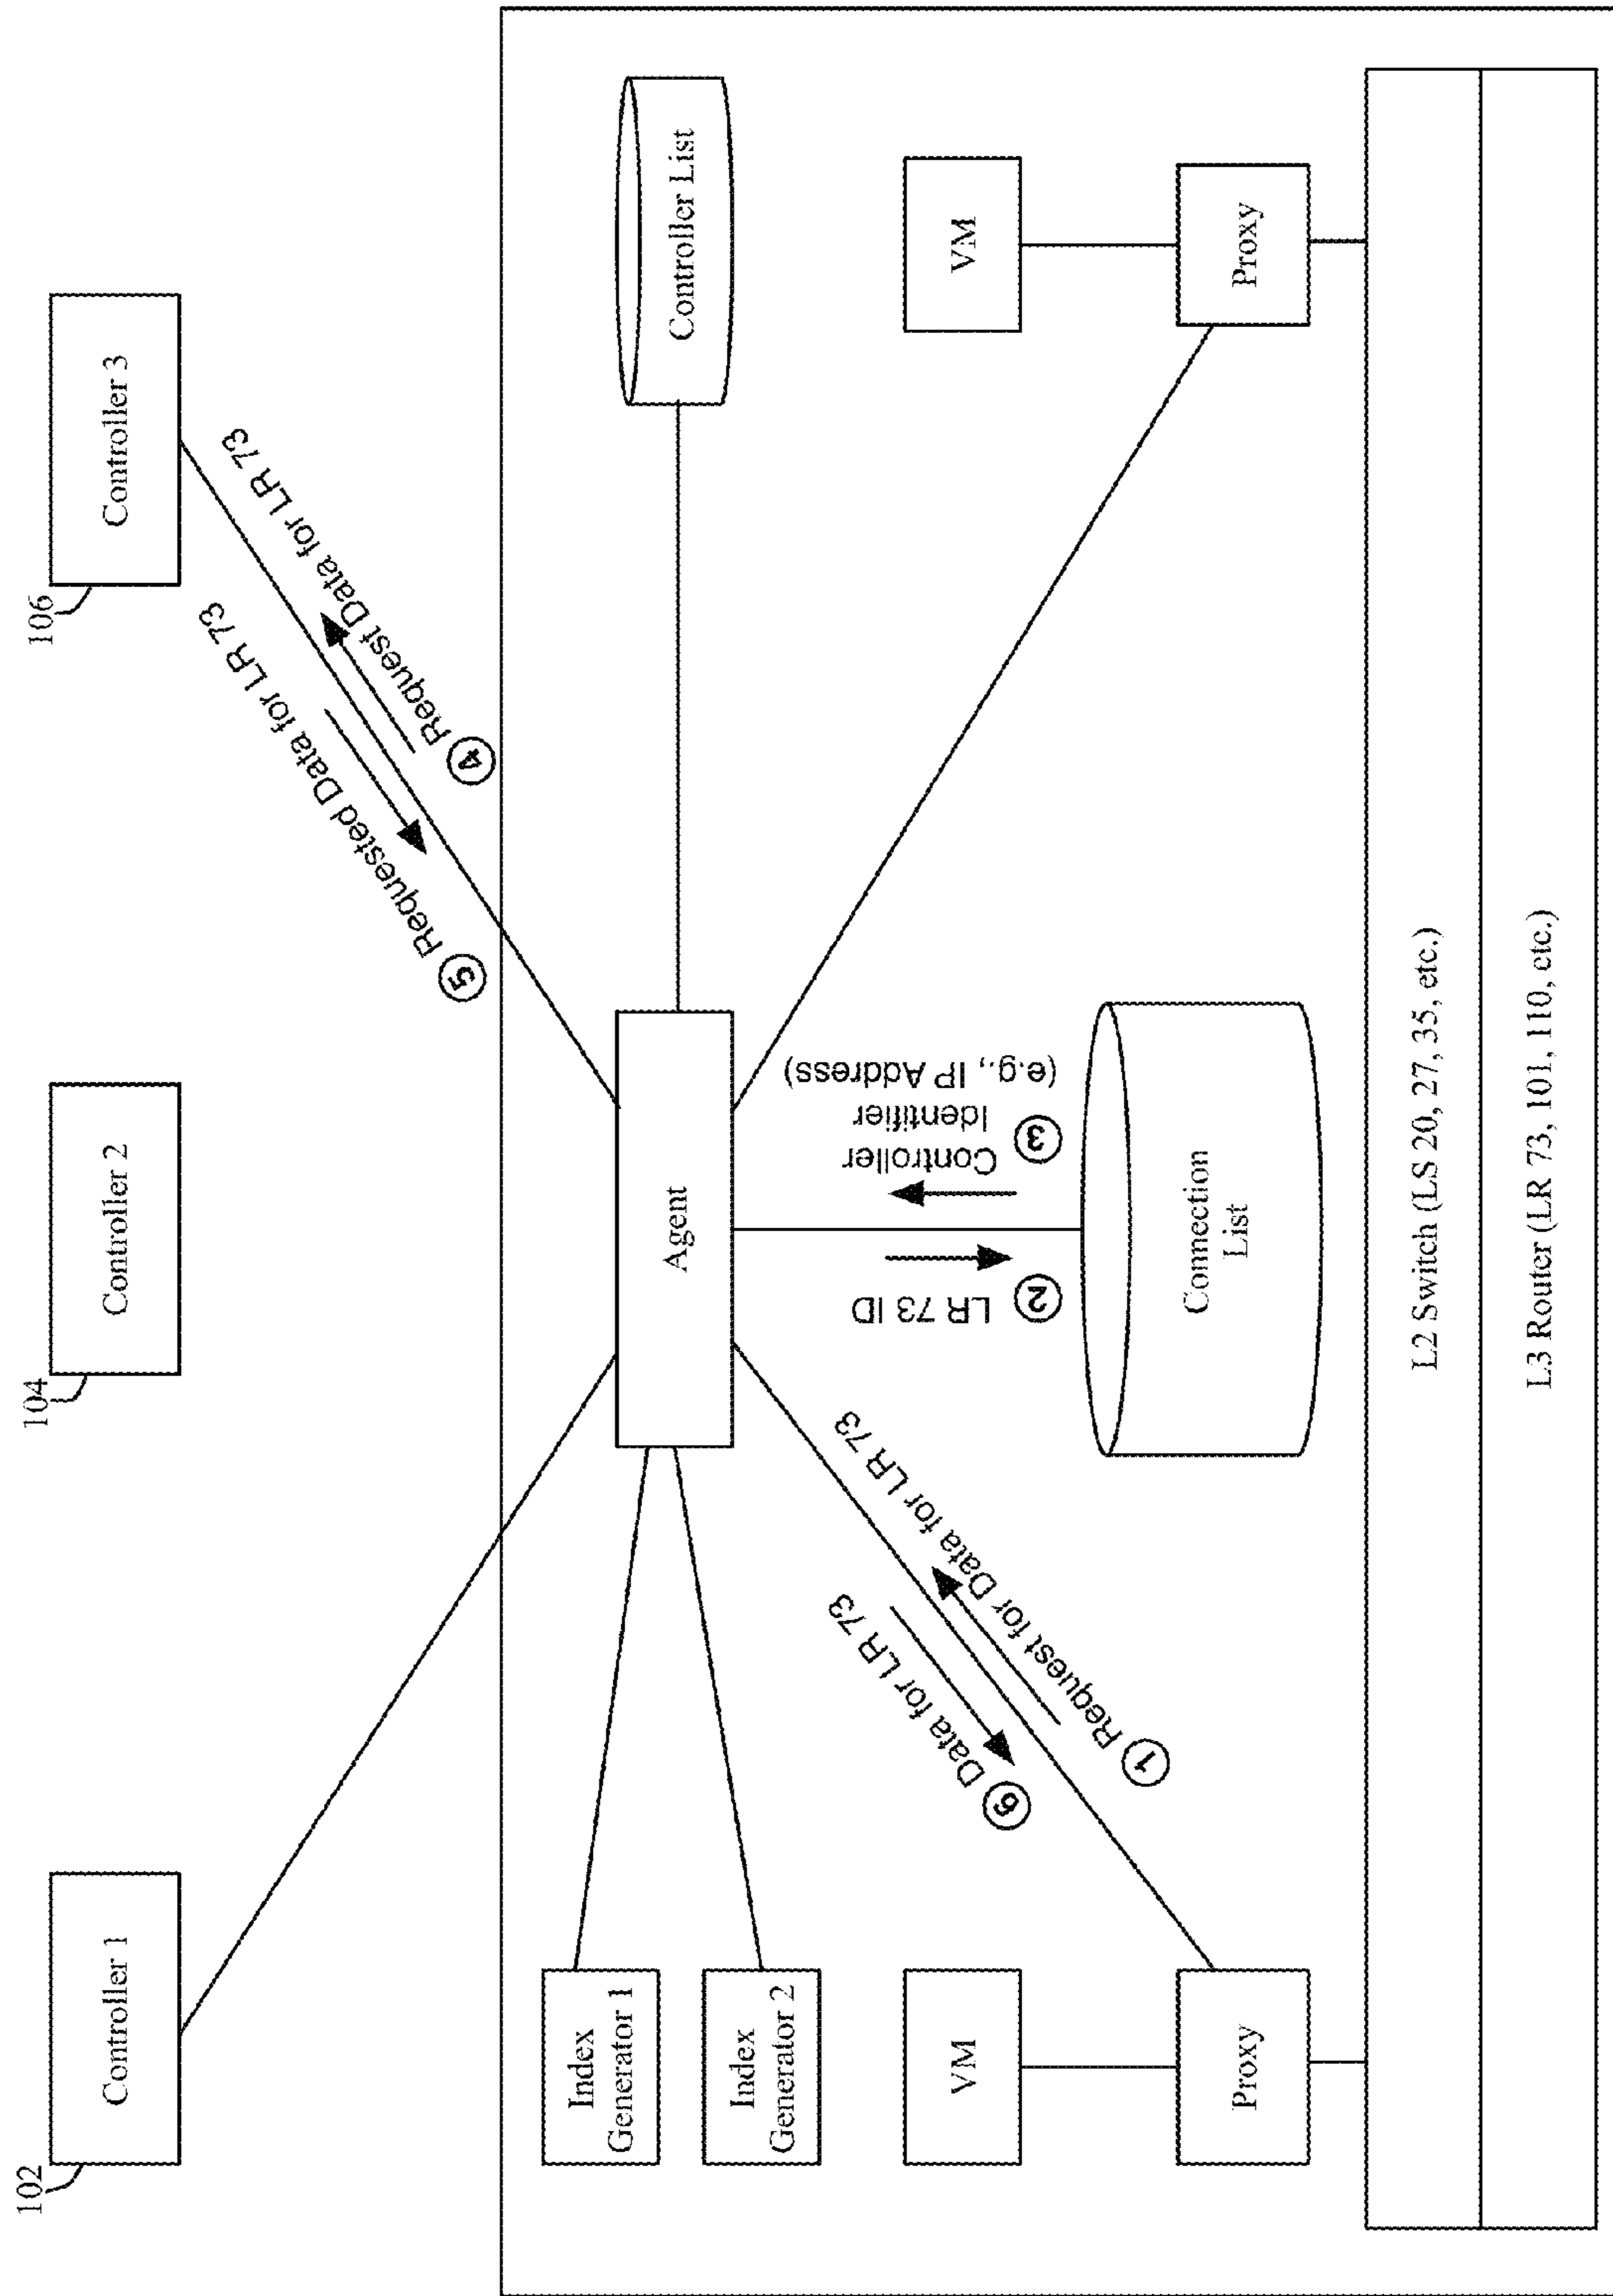 102
Controller 1
104
Controller 2
106
Controller 3
⑤ Requested Data for LR 73
④ Request Data for LR 73
Index
Generator 1
Index
Generator 2
Agent
Controller List
⑥ Data for LR 73
① Request for Data for LR 73
② LR 73 ID
③ Controller
Identifier
(e.g., IP Address)
VM
VM
Proxy
Connection
List
Proxy
L2 Switch (LS 20, 27, 35, etc.)
L3 Router (LR 73, 101, 110, etc.)